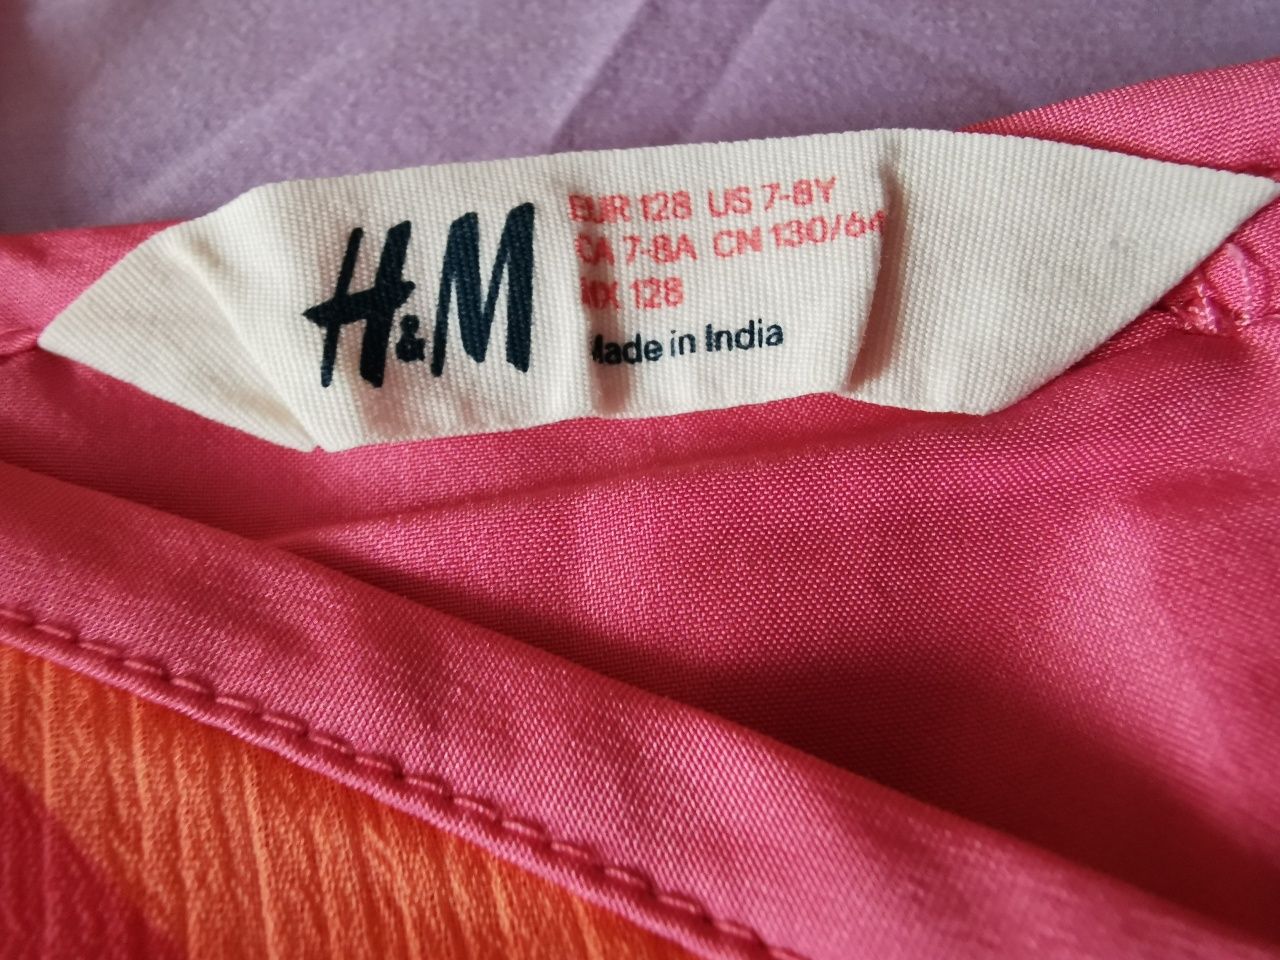 H&M
EUR 128 US 7-8Y
CA 7-8A CN 130/64
MX 128
Made in India